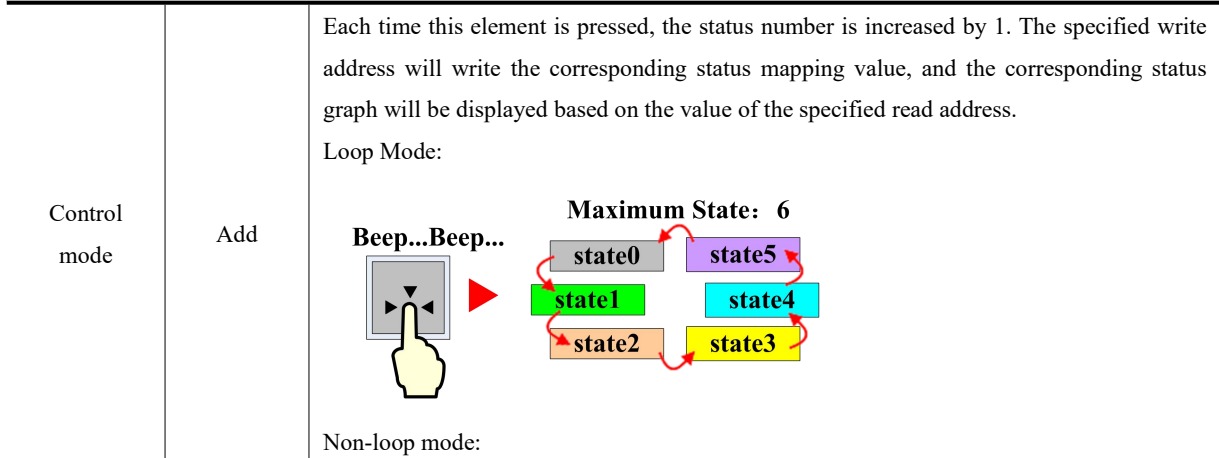 Each time this element is pressed, the status number is increased by 1. The specified write
address will write the corresponding status mapping value, and the corresponding status
graph will be displayed based on the value of the specified read address.
Loop Mode:
Control
mode
Add
Maximum State：6
Beep...Beep...
state0
state5
state1
state4
state2
state3
Non-loop mode: